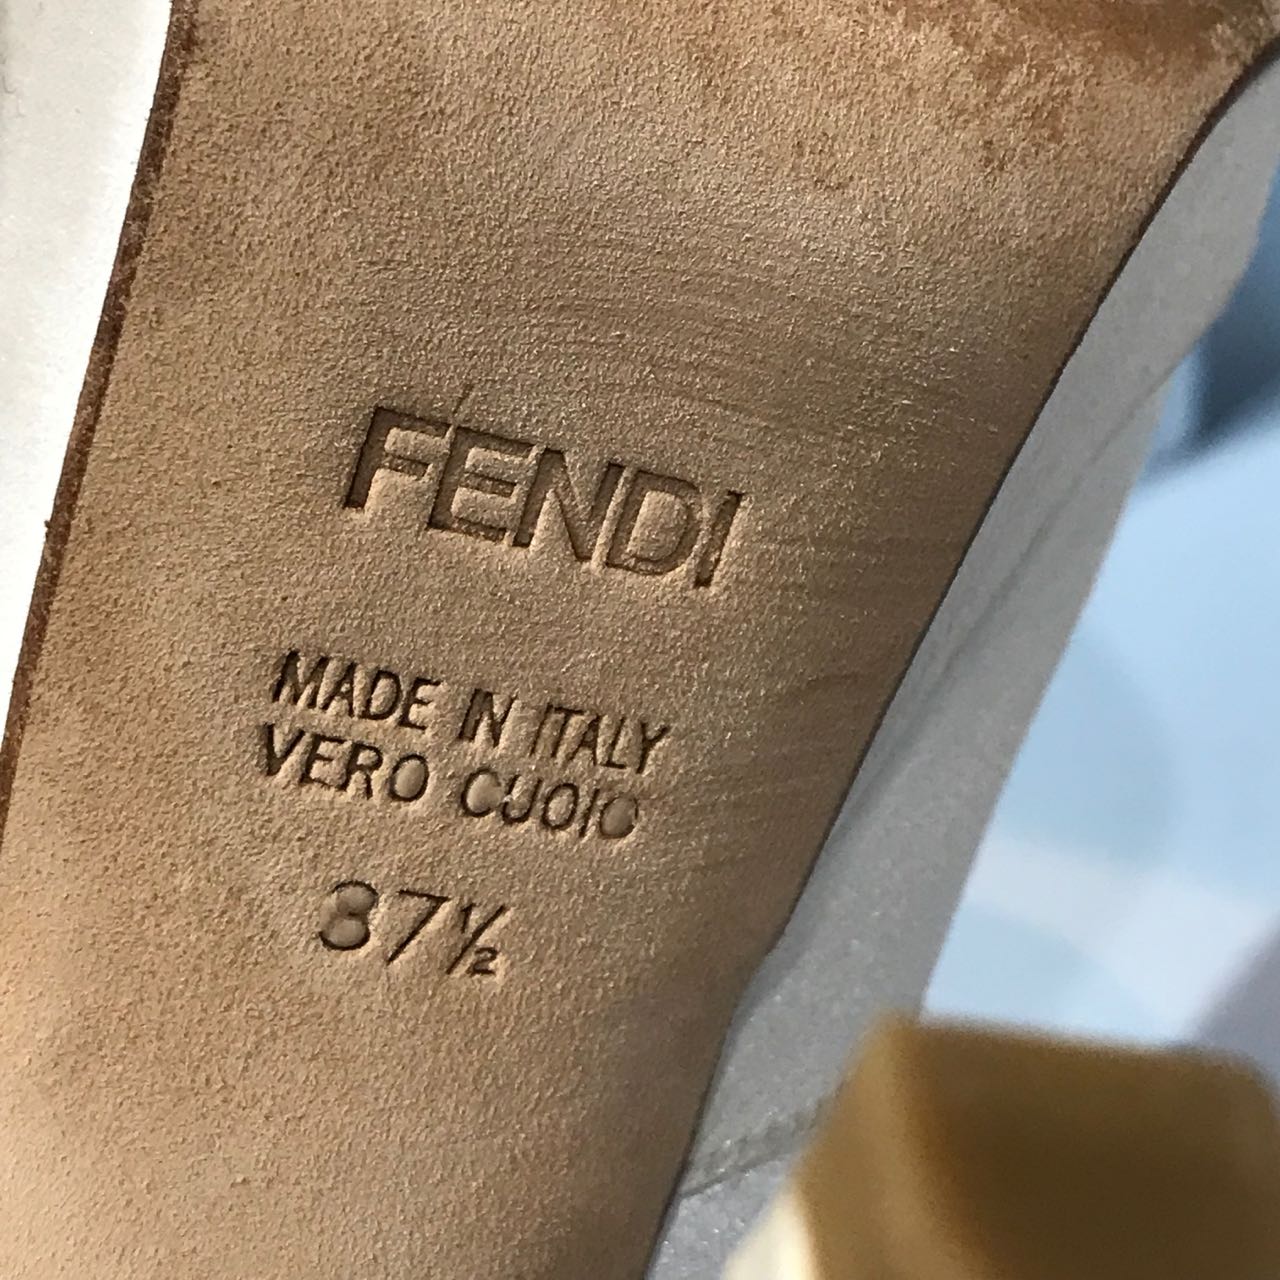 FENDI
MADE IN ITALY
VERO CUOIO
37½